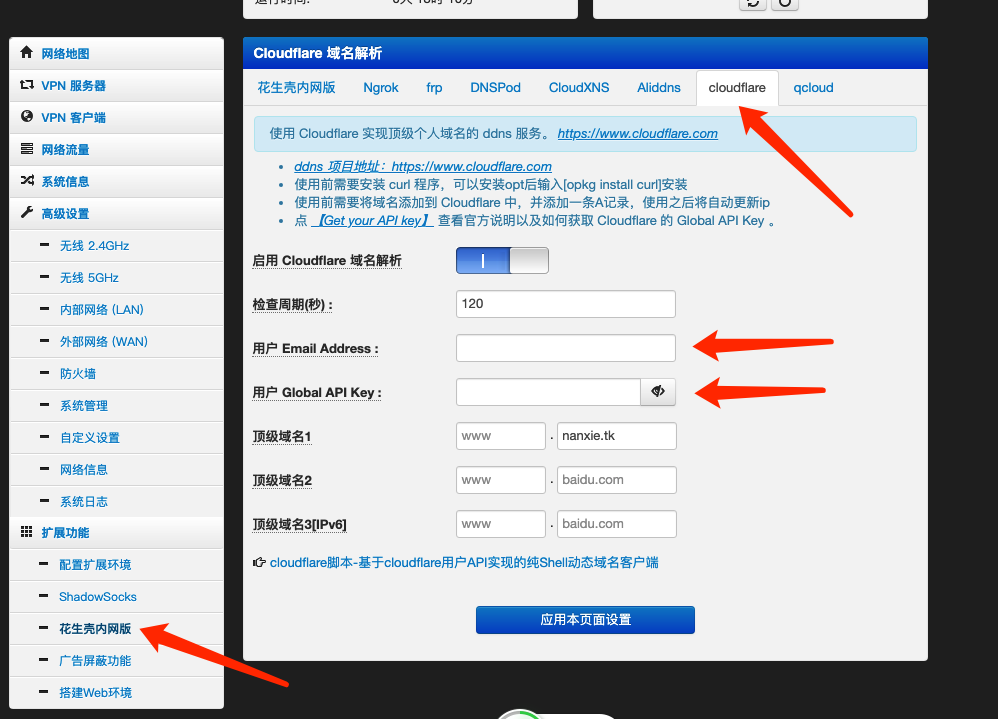 网络地图
VPN 服务器
VPN 客户端
网络流量
系统信息
高级设置
无线 2.4GHz
无线 5GHz
内部网络 (LAN)
外部网络 (WAN)
防火墙
系统管理
自定义设置
网络信息
系统日志
扩展功能
配置扩展环境
ShadowSocks
花生壳内网版
广告屏蔽功能
搭建Web环境
Cloudflare 域名解析
花生壳内网版 Ngrok frp DNSPod CloudXNS Aliddns cloudflare qcloud
使用 Cloudflare 实现顶级个人域名的 ddns 服务。 https://www.cloudflare.com
ddns 项目地址：https://www.cloudflare.com
使用前需要安装 curl 程序，可以安装opt后输入[opkg install curl]安装
使用前需要将域名添加到 Cloudflare 中，并添加一条A记录，使用之后将自动更新ip
点 【Get your API key】 查看官方说明以及如何获取 Cloudflare 的 Global API Key 。
启用 Cloudflare 域名解析
检查周期(秒) : 120
用户 Email Address :
用户 Global API Key :
顶级域名1 www . nanxie.tk
顶级域名2 www . baidu.com
顶级域名3[IPv6] www . baidu.com
cloudflare脚本-基于cloudflare用户API实现的纯Shell动态域名客户端
应用本页面设置